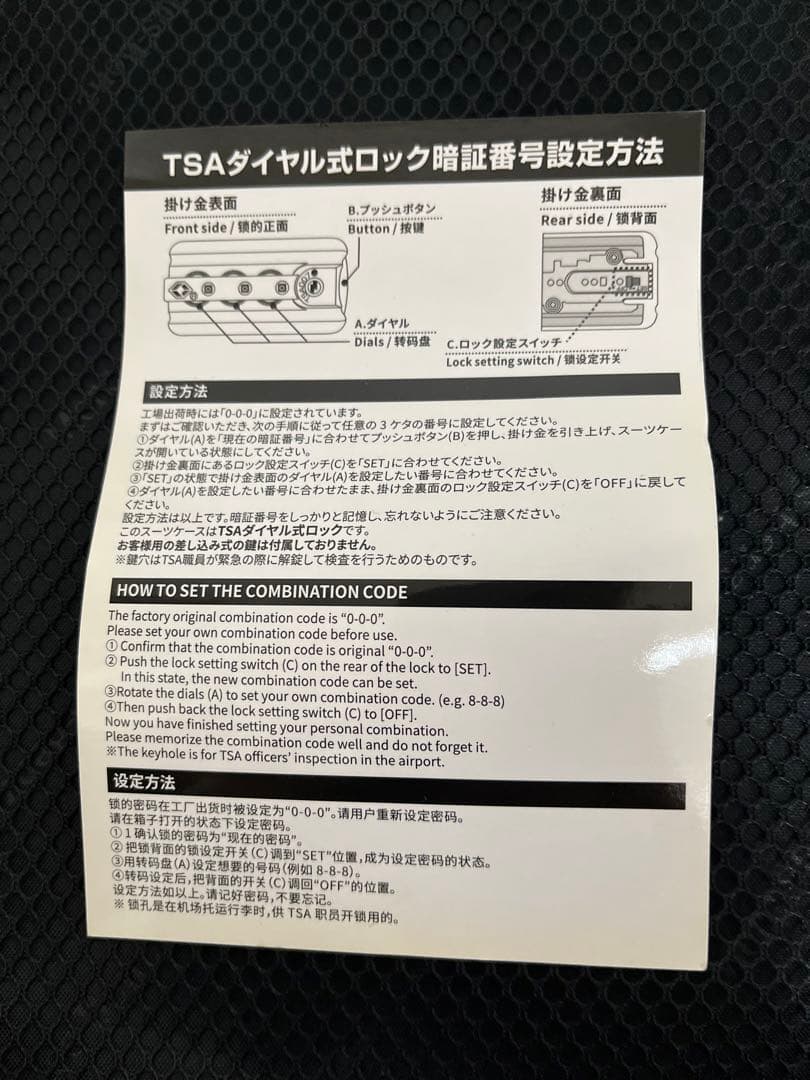 TSAダイヤル式ロック暗証番号設定方法
掛け金表面
Front side / 锁的正面
B.プッシュボタン
Button / 按键
掛け金裏面
Rear side / 锁背面
A.ダイヤル
Dials / 转码盘
C.ロック設定スイッチ
Lock setting switch / 锁设定开关
設定方法
工場出荷時には「0-0-0」に設定されています。
まずはご確認いただき、次の手順に従って任意の3ケタの番号に設定してください。
①ダイヤル(A)を「現在の暗証番号」に合わせてプッシュボタン(B)を押し、掛け金を引き上げ、スーツケー
スが開いている状態にしてください。
②掛け金裏面にあるロック設定スイッチ(C)を「SET」に合わせてください。
③「SET」の状態で掛け金表面のダイヤル(A)を設定したい番号に合わせてください。
④ダイヤル(A)を設定したい番号に合わせたまま、掛け金裏面のロック設定スイッチ(C)を「OFF」に戻して
ください。
設定方法は以上です。暗証番号をしっかりと記憶し、忘れないようにご注意ください。
このスーツケースはTSAダイヤル式ロックです。
お客様用の差し込み式の鍵は付属しておりません。
※鍵穴はTSA職員が緊急の際に解錠して検査を行うためのものです。
HOW TO SET THE COMBINATION CODE
The factory original combination code is “0-0-0”.
Please set your own combination code before use.
① Confirm that the combination code is original “0-0-0”.
② Push the lock setting switch (C) on the rear of the lock to [SET].
In this state, the new combination code can be set.
③Rotate the dials (A) to set your own combination code. (e.g. 8-8-8)
④Then push back the lock setting switch (C) to [OFF].
Now you have finished setting your personal combination.
Please memorize the combination code well and do not forget it.
※The keyhole is for TSA officers’ inspection in the airport.
设定方法
锁的密码在工厂出货时被设定为“0-0-0”。请用户重新设定密码。
请在箱子打开的状态下设定密码。
①1确认锁的密码为“现在的密码”。
② 把锁背面的锁设定开关(C)调到“SET”位置，成为设定密码的状态。
③用转码盘(A)设定想要的号码(例如 8-8-8)。
④转码设定后，把背面的开关(C)调回“OFF”的位置。
设定方法如以上。请记好密码，不要忘记。
※ 锁孔是在机场托运行李时，供 TSA 职员开锁用的。